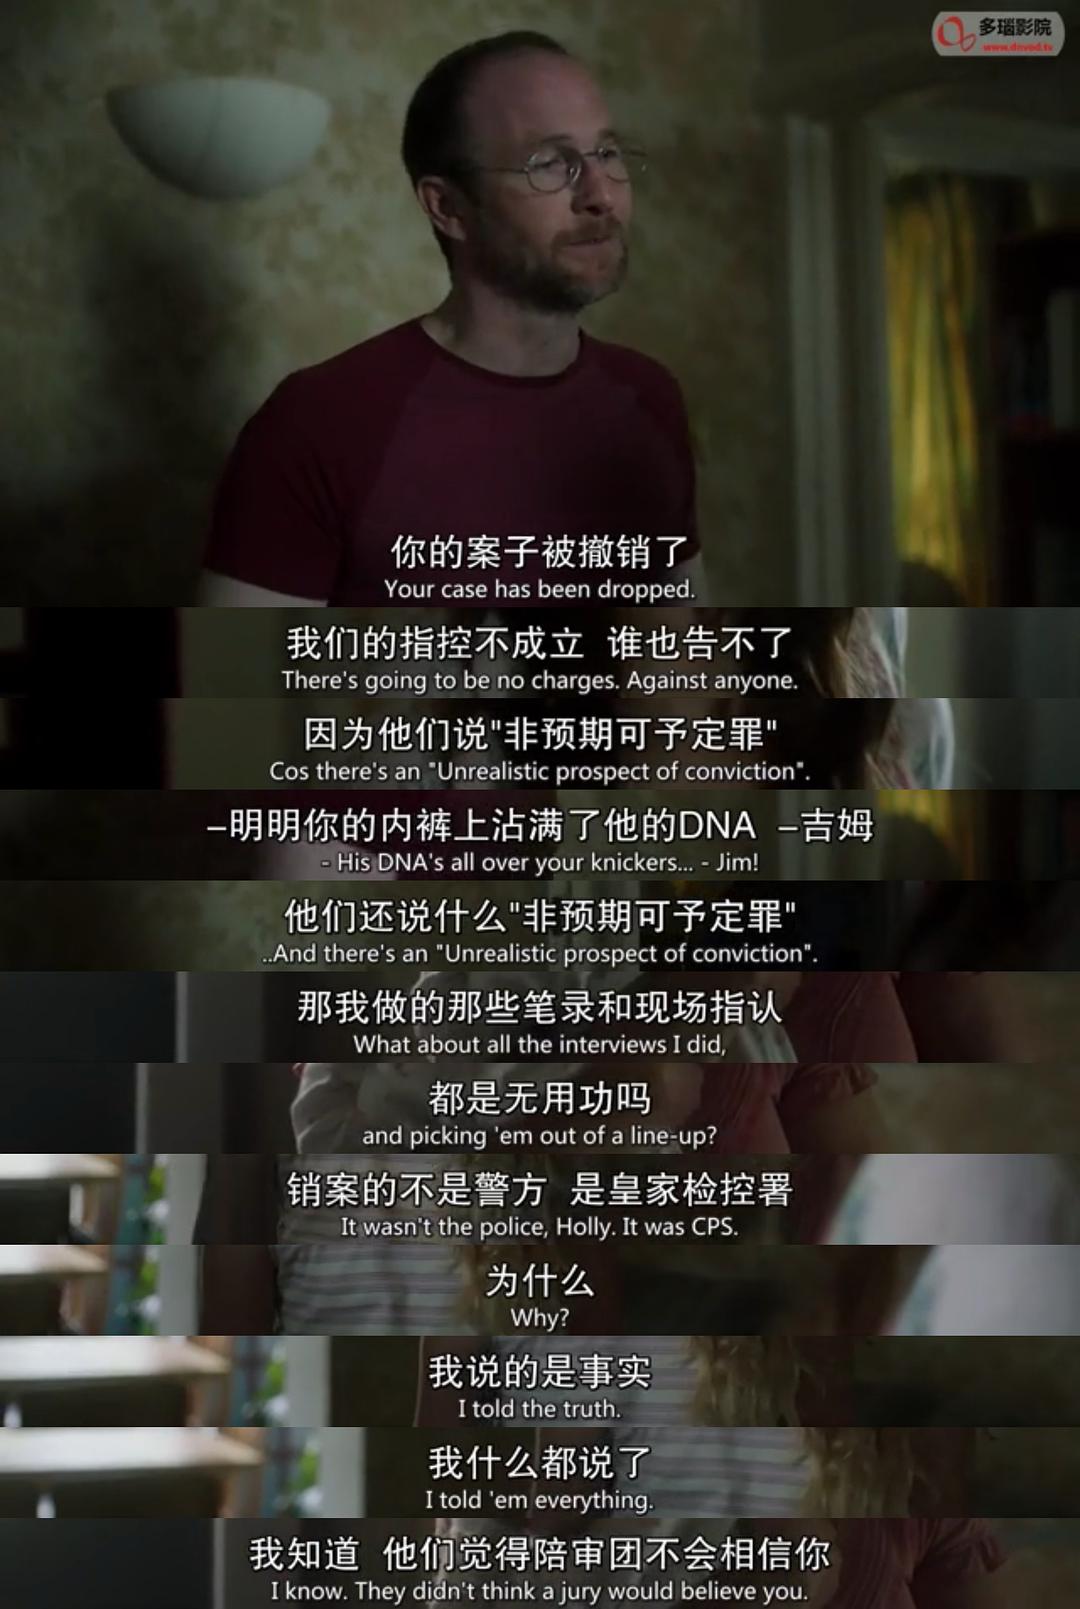 多瑙影院
www.dnvod.tv
你的案子被撤销了
Your case has been dropped.
我们的指控不成立 谁也告不了
There's going to be no charges. Against anyone.
因为他们说"非预期可予定罪"
Cos there's an "Unrealistic prospect of conviction".
–明明你的内裤上沾满了他的DNA –吉姆
- His DNA's all over your knickers... - Jim!
他们还说什么"非预期可予定罪"
..And there's an "Unrealistic prospect of conviction".
那我做的那些笔录和现场指认
What about all the interviews I did,
都是无用功吗
and picking 'em out of a line-up?
销案的不是警方 是皇家检控署
It wasn't the police, Holly. It was CPS.
为什么
Why?
我说的是事实
I told the truth.
我什么都说了
I told 'em everything.
我知道 他们觉得陪审团不会相信你
I know. They didn't think a jury would believe you.